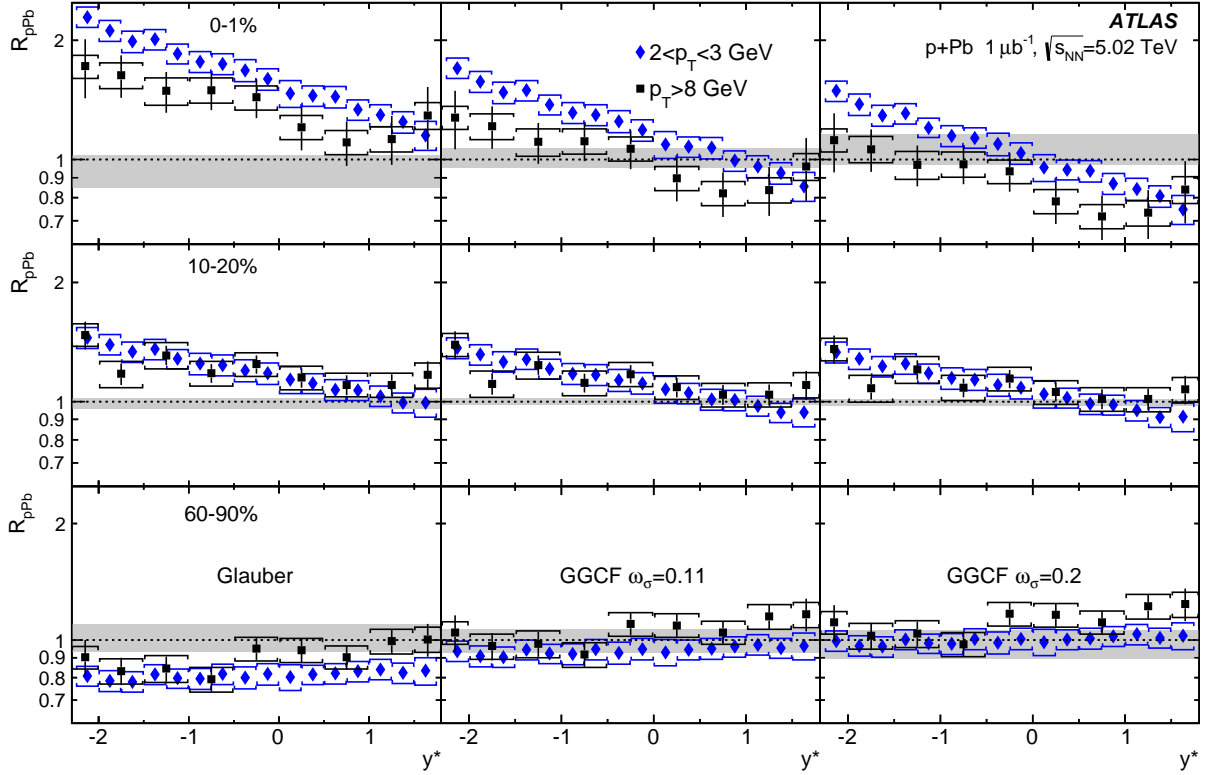 R_pPb
2
1
0.9
0.8
0.7
0-1%
2<p_T<3 GeV
p_T>8 GeV
ATLAS
p+Pb 1 μb⁻¹, √s_NN=5.02 TeV
R_pPb
2
1
0.9
0.8
0.7
10-20%
R_pPb
2
1
0.9
0.8
0.7
60-90%
Glauber
GGCF ω_σ=0.11
GGCF ω_σ=0.2
-2 -1 0 1 -2 -1 0 1 -2 -1 0 1
y* y* y*